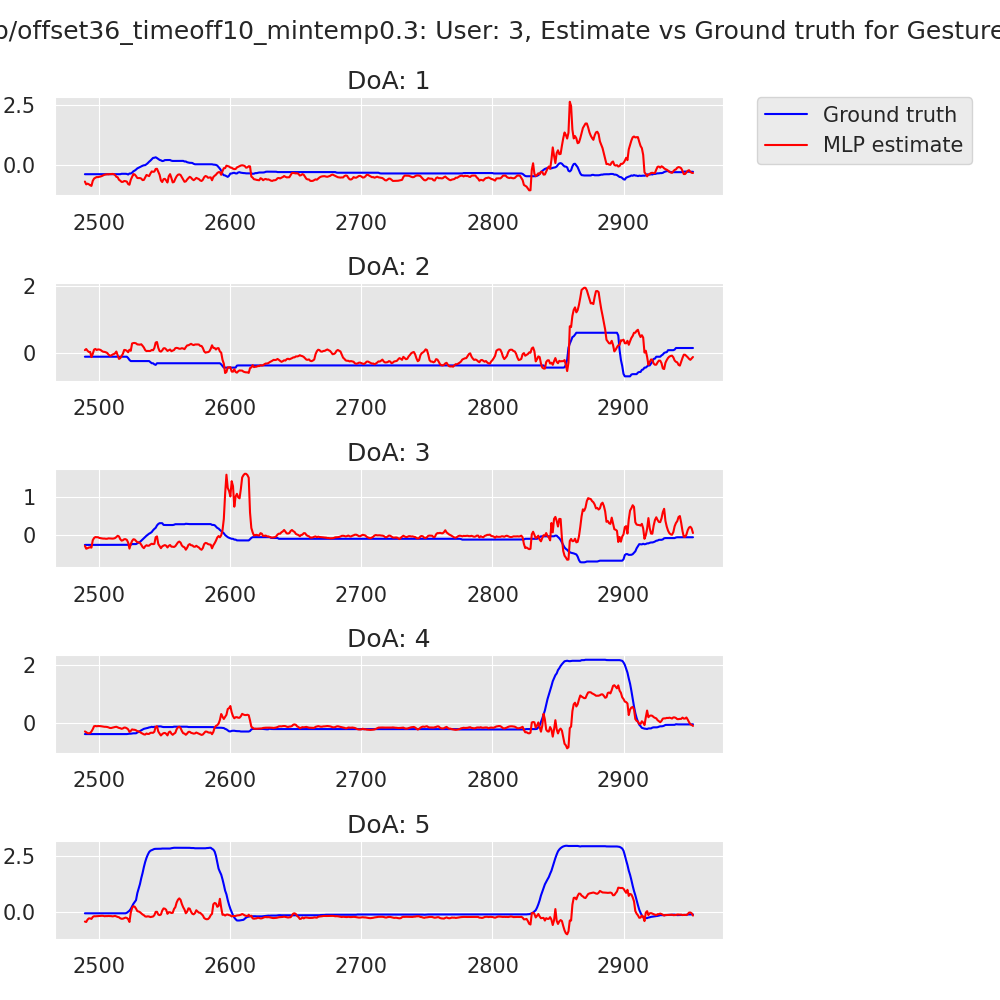 offset36_timeoff10_mintemp0.3: User: 3, Estimate vs Ground truth for Gesture
DoA: 1
2.5
0.0
2500 2600 2700 2800 2900
Ground truth
MLP estimate
DoA: 2
2
0
2500 2600 2700 2800 2900
DoA: 3
1
0
2500 2600 2700 2800 2900
DoA: 4
2
0
2500 2600 2700 2800 2900
DoA: 5
2.5
0.0
2500 2600 2700 2800 2900